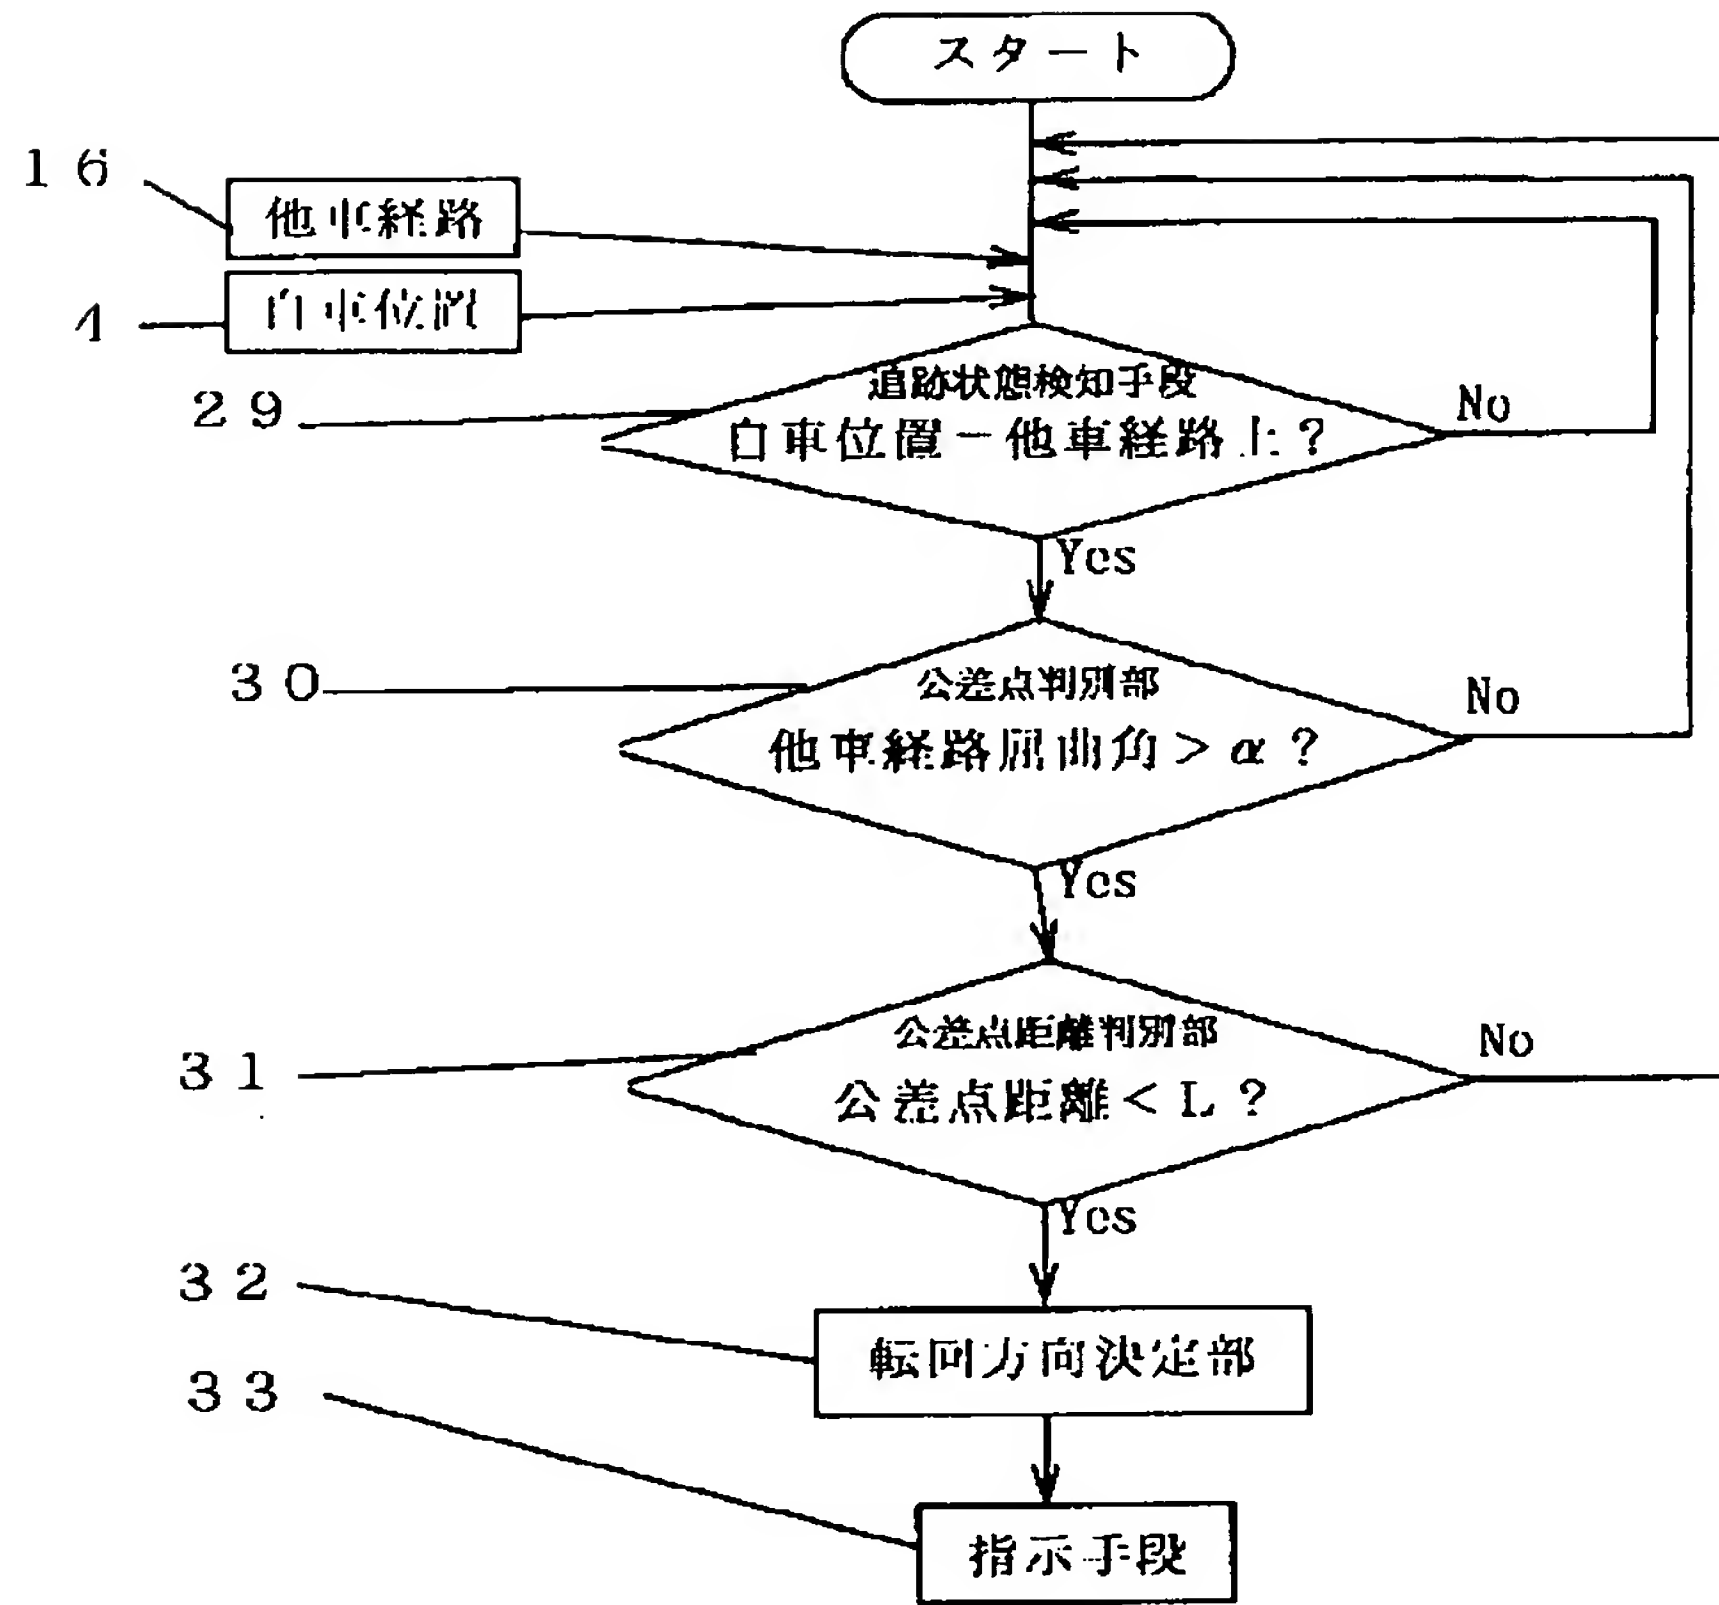 スタート
16
他車経路
自車位置
4
追跡状態検知手段
29
自車位置ー他車経路上?
No
Yes
30
公差点判別部
No
他車経路屈曲角>α?
Yes
公差点距離判別部
No
31
公差点距離<L?
Yes
32
転回方向決定部
33
指示手段